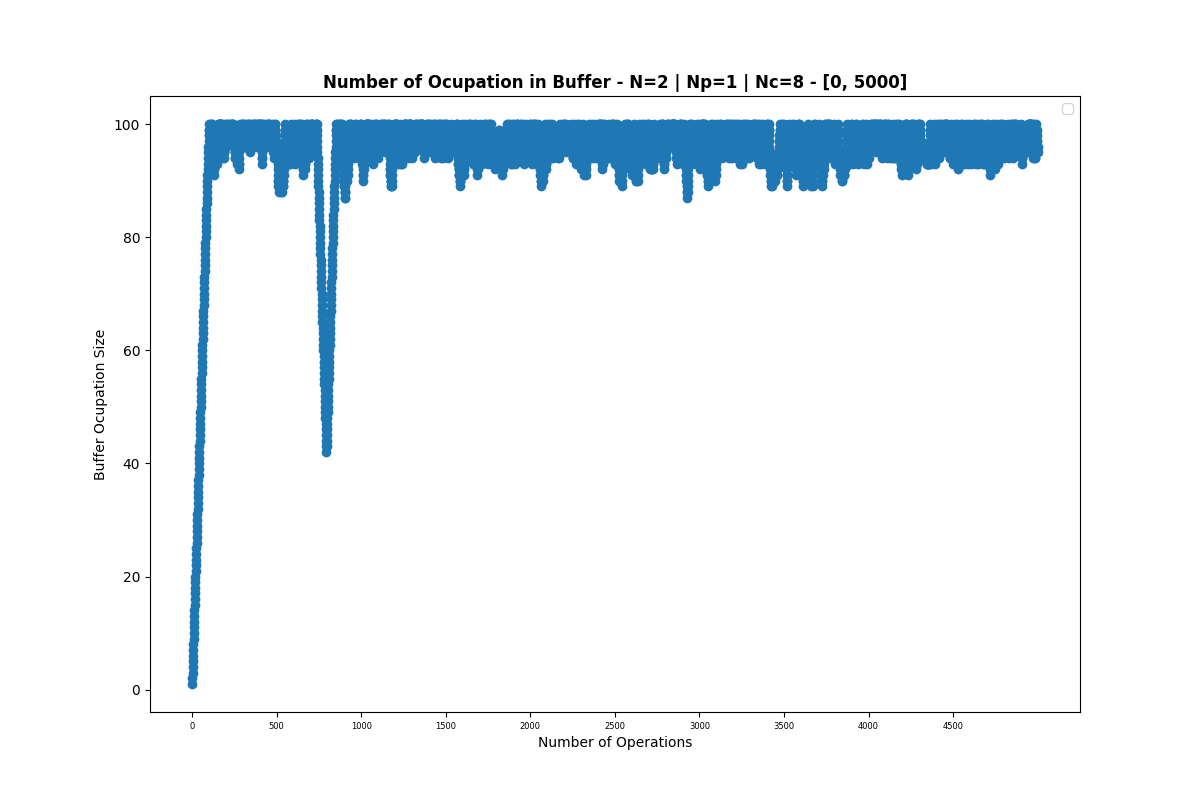 Number of Ocupation in Buffer - N=2 | Np=1 | Nc=8 - [0, 5000]
100
80
60
40
20
0
Buffer Ocupation Size
0 500 1000 1500 2000 2500 3000 3500 4000 4500
Number of Operations